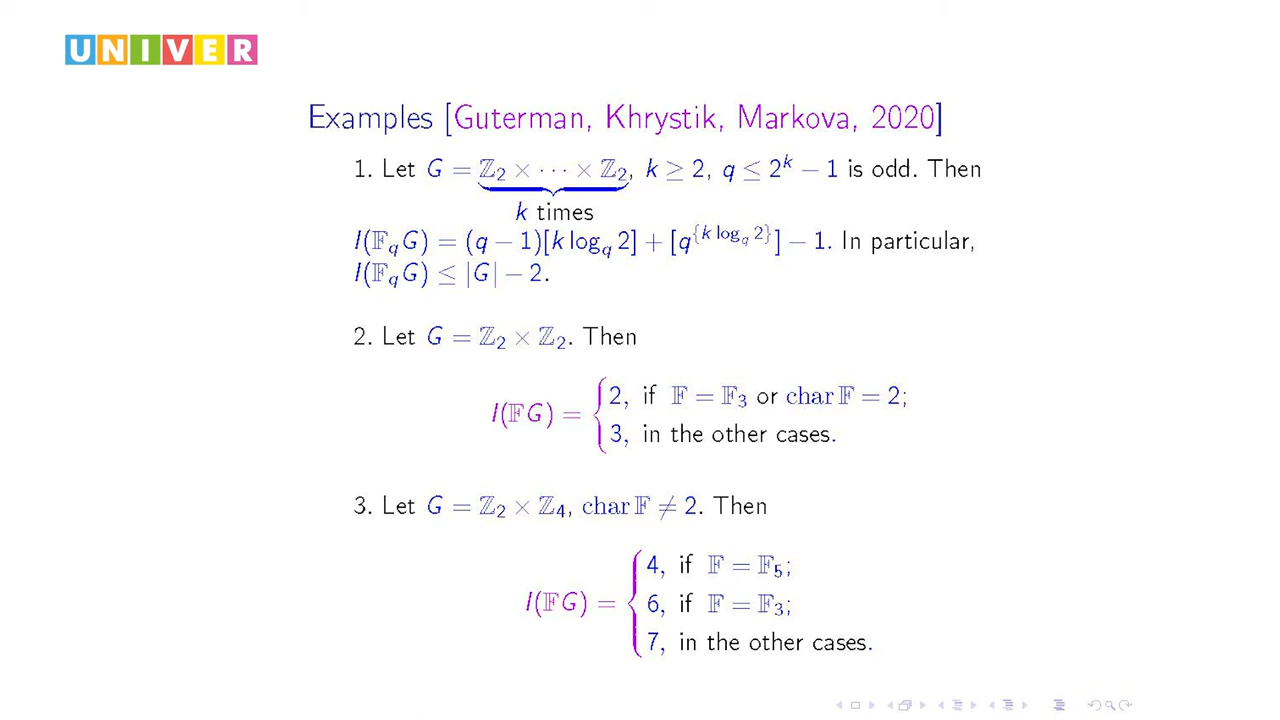 UNIVER
Examples [Guterman, Khrystik, Markova, 2020]
1. Let G = ℤ₂ × ⋯ × ℤ₂, k ≥ 2, q ≤ 2ᵏ − 1 is odd. Then
k times
l(𝔽_q G) = (q − 1)[k log_q 2] + [q^{{k log_q 2}}] − 1. In particular,
l(𝔽_q G) ≤ |G| − 2.
2. Let G = ℤ₂ × ℤ₂. Then
l(𝔽G) = { 2, if 𝔽 = 𝔽₃ or char 𝔽 = 2;
3, in the other cases.
3. Let G = ℤ₂ × ℤ₄, char 𝔽 ≠ 2. Then
4, if 𝔽 = 𝔽₅;
l(𝔽G) = { 6, if 𝔽 = 𝔽₃;
7, in the other cases.